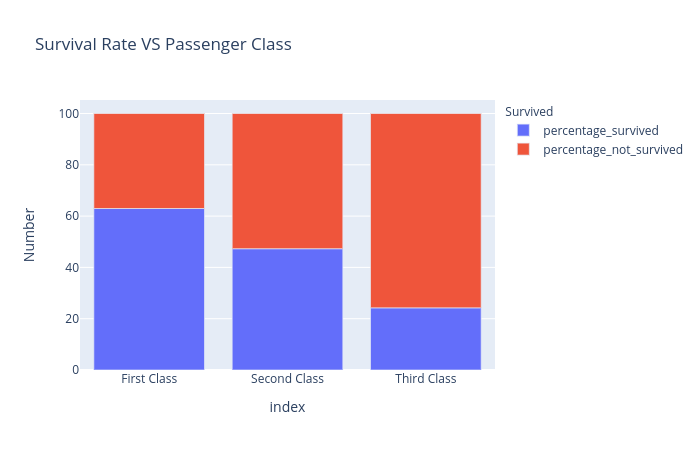 Survival Rate VS Passenger Class
Survived
percentage_survived
percentage_not_survived
Number
100
80
60
40
20
0
First Class
Second Class
Third Class
index